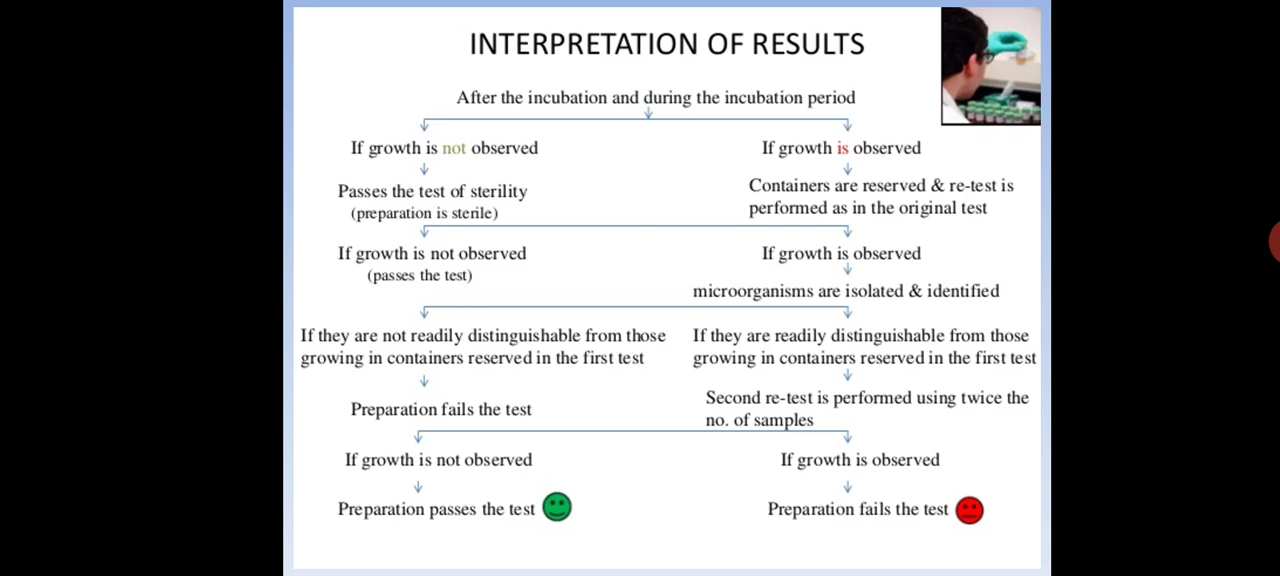 INTERPRETATION OF RESULTS
After the incubation and during the incubation period
If growth is not observed
If growth is observed
Passes the test of sterility
(preparation is sterile)
Containers are reserved & re-test is
performed as in the original test
If growth is not observed
(passes the test)
If growth is observed
microorganisms are isolated & identified
If they are not readily distinguishable from those
growing in containers reserved in the first test
If they are readily distinguishable from those
growing in containers reserved in the first test
Preparation fails the test
Second re-test is performed using twice the
no. of samples
If growth is not observed
If growth is observed
Preparation passes the test
Preparation fails the test